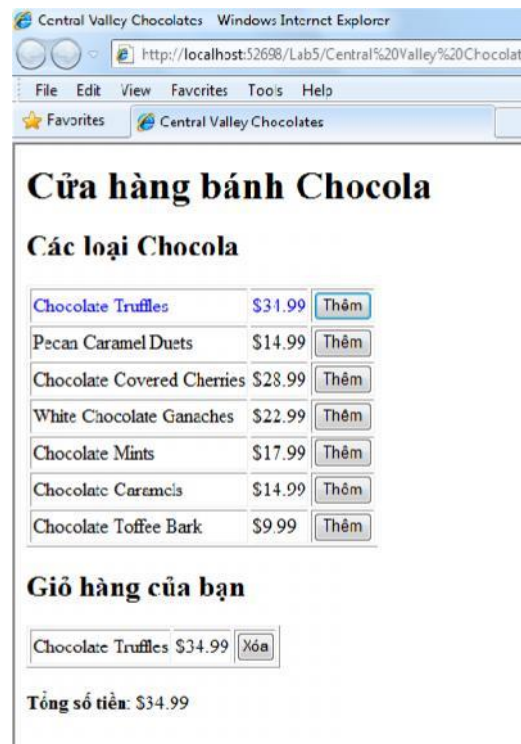 Central Valley Chocolates Windows Internet Explorer
http://localhost:52698/Lab5/Central%20Valley%20Chocolat
File Edit View Favorites Tools Help
Favorites Central Valley Chocolates
Cửa hàng bánh Chocola
Các loại Chocola
Chocolate Truffles $34.99 Thêm
Pecan Caramel Duets $14.99 Thêm
Chocolate Covered Cherries $28.99 Thêm
White Chocolate Ganaches $22.99 Thêm
Chocolate Mints $17.99 Thêm
Chocolate Caramels $14.99 Thêm
Chocolate Toffee Bark $9.99 Thêm
Giỏ hàng của bạn
Chocolate Truffles $34.99 Xóa
Tổng số tiền: $34.99